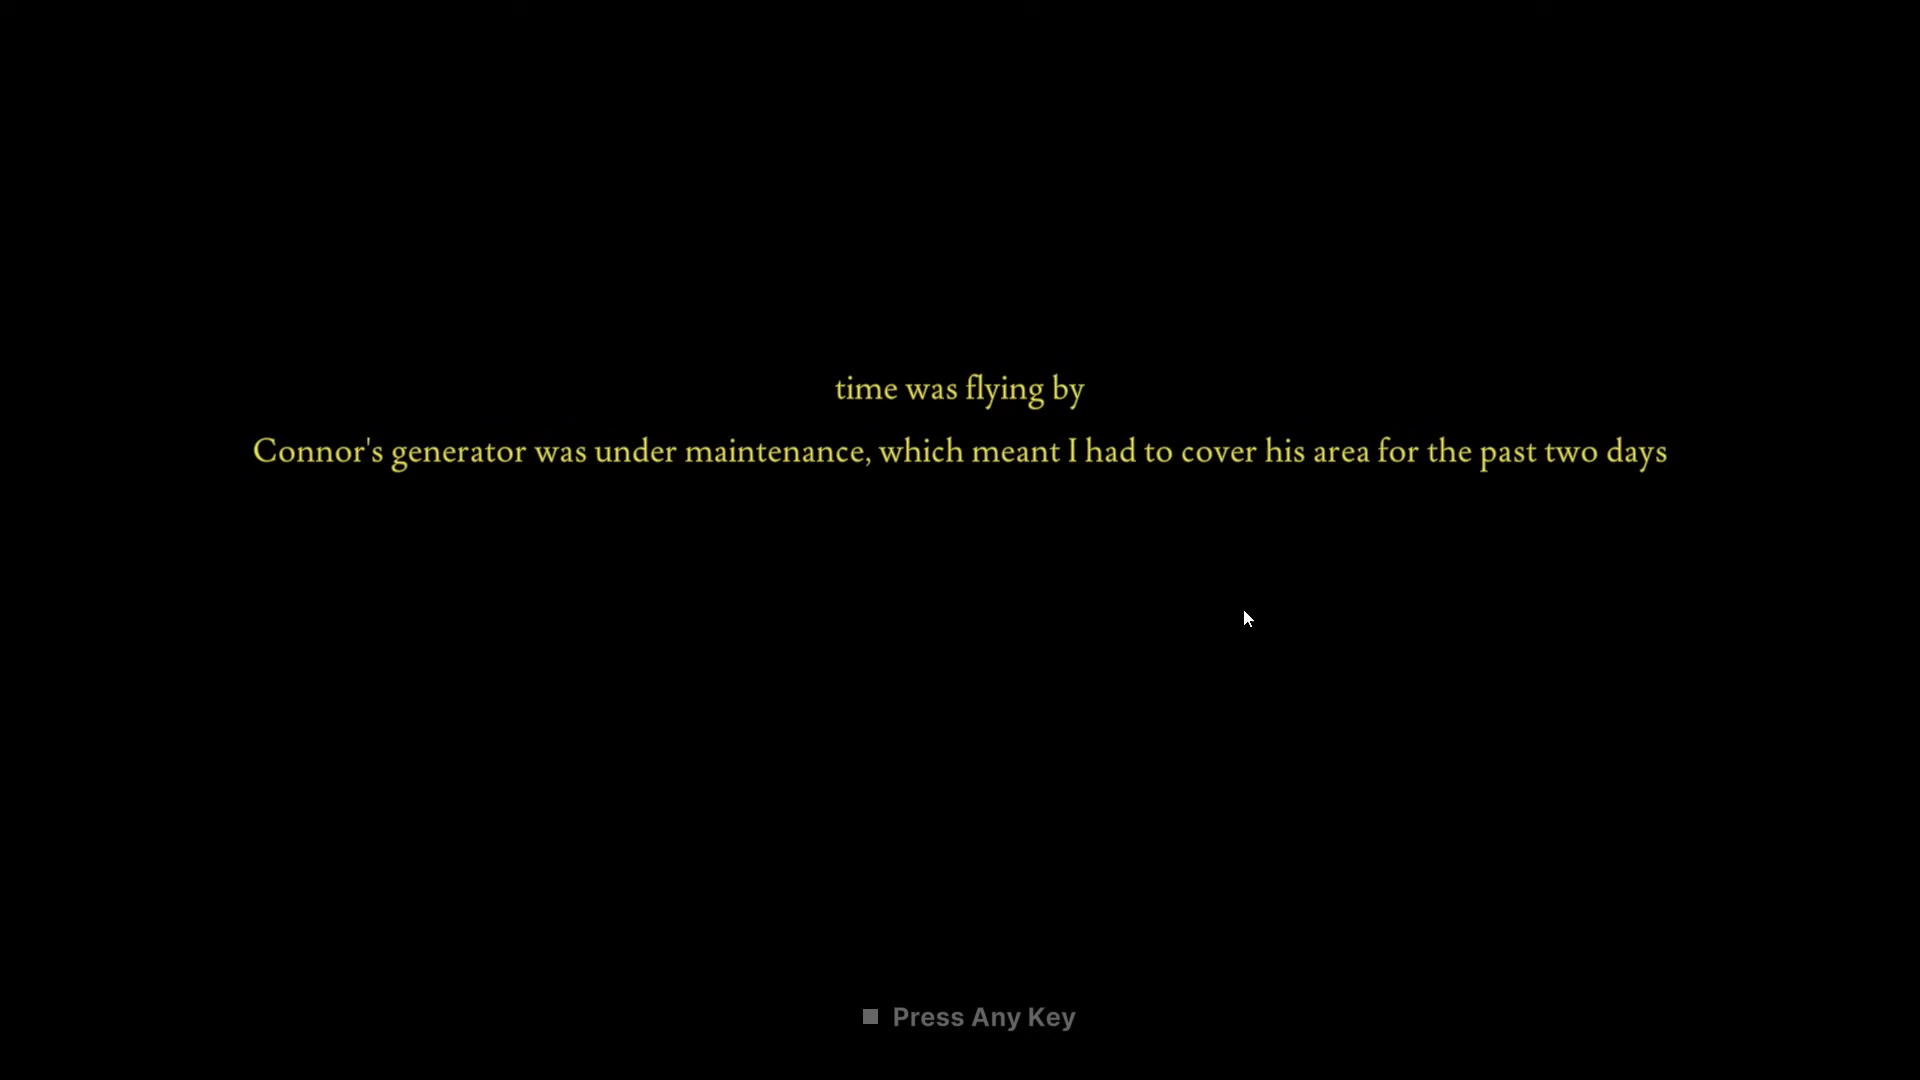 time was flying by
Connor's generator was under maintenance, which meant I had to cover his area for the past two days
Press Any Key